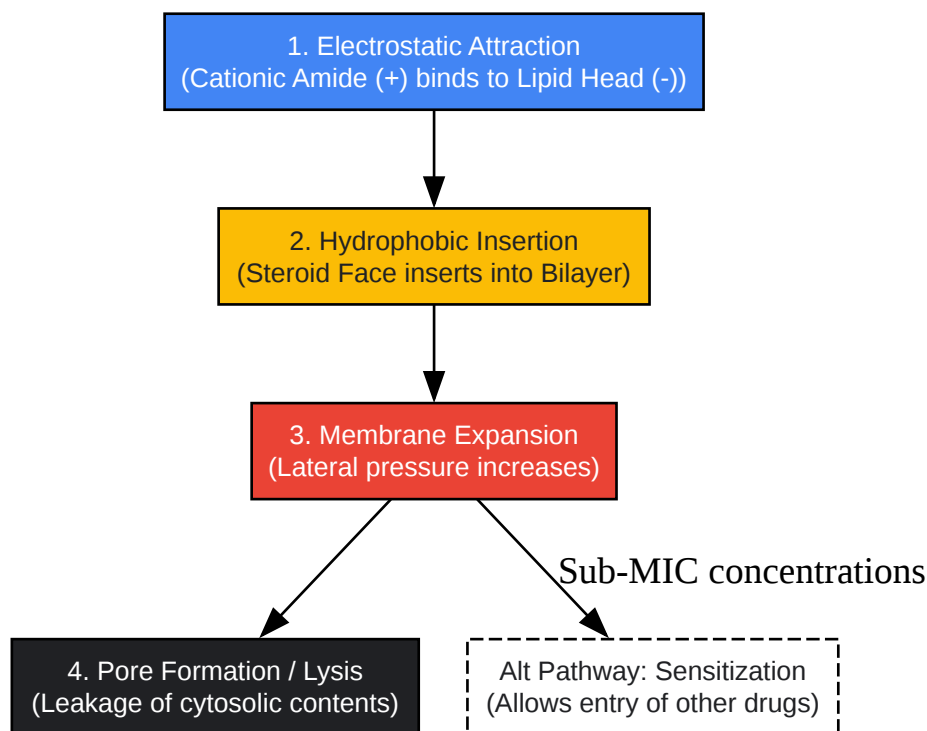 1. Electrostatic Attraction
(Cationic Amide (+) binds to Lipid Head (-))
2. Hydrophobic Insertion
(Steroid Face inserts into Bilayer)
3. Membrane Expansion
(Lateral pressure increases)
Sub-MIC concentrations
4. Pore Formation / Lysis
(Leakage of cytosolic contents)
Alt Pathway: Sensitization
(Allows entry of other drugs)